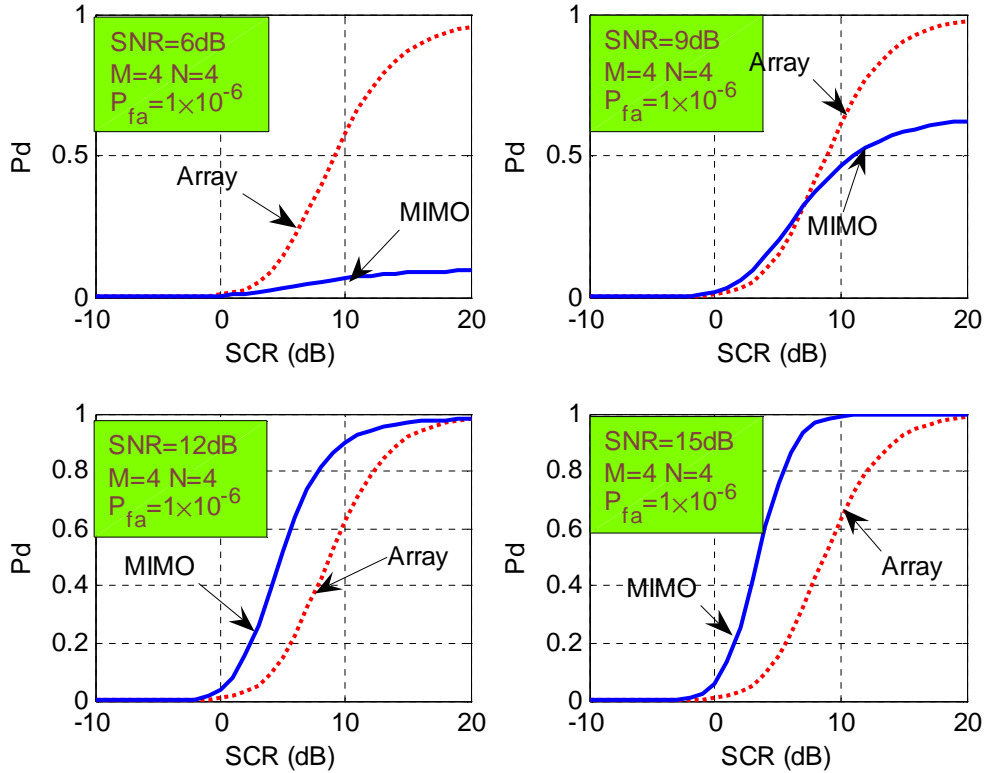 1
0.5
0
Pd
SNR=6dB
M=4 N=4
P_fa=1×10^-6
Array
MIMO
-10 0 10 20
SCR (dB)
1
0.5
0
Pd
SNR=9dB
M=4 N=4
P_fa=1×10^-6
Array
MIMO
-10 0 10 20
SCR (dB)
1
0.8
0.6
0.4
0.2
0
Pd
SNR=12dB
M=4 N=4
P_fa=1×10^-6
MIMO
Array
-10 0 10 20
SCR (dB)
1
0.8
0.6
0.4
0.2
0
Pd
SNR=15dB
M=4 N=4
P_fa=1×10^-6
MIMO
Array
-10 0 10 20
SCR (dB)